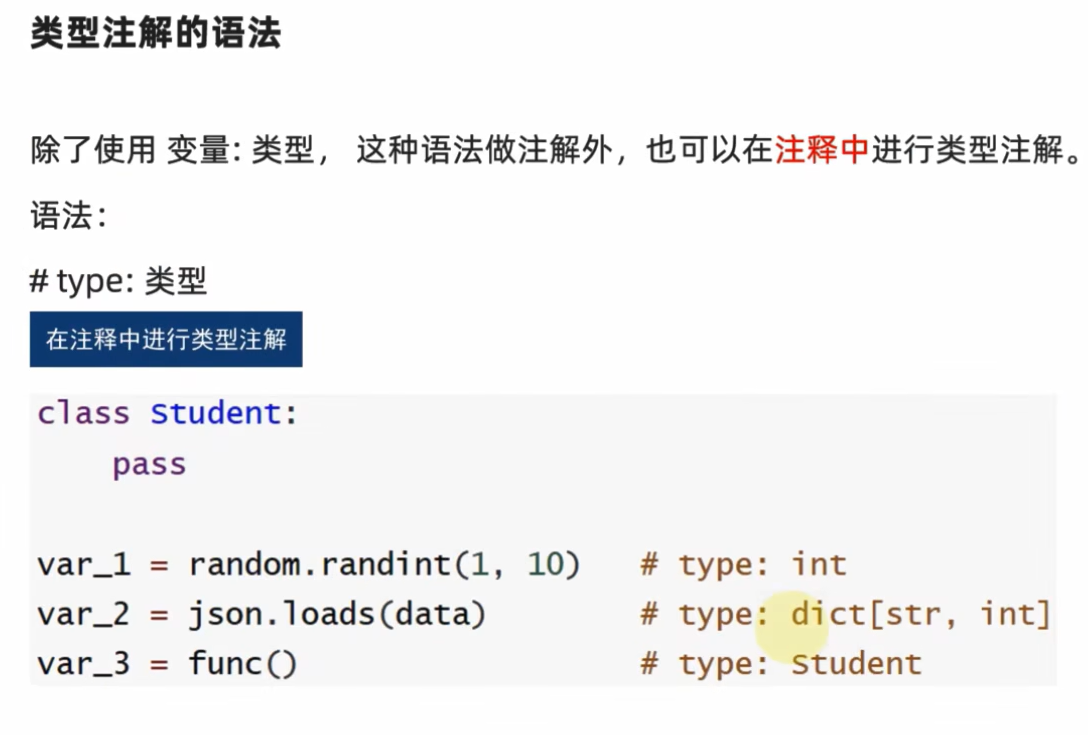 类型注解的语法
除了使用 变量: 类型， 这种语法做注解外，也可以在注释中进行类型注解。
语法：
# type: 类型
在注释中进行类型注解
class Student:
    pass
var_1 = random.randint(1, 10)   # type: int
var_2 = json.loads(data)        # type: dict[str, int]
var_3 = func()                  # type: Student